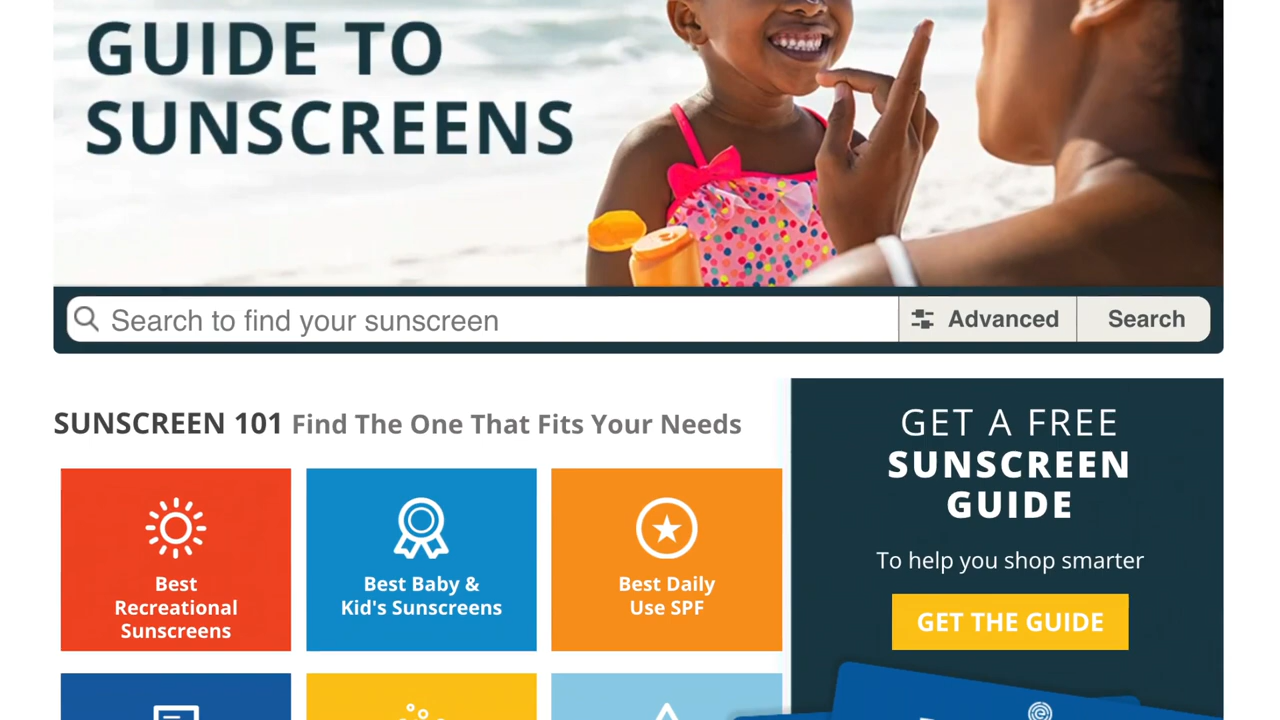 GUIDE TO
SUNSCREENS
Search to find your sunscreen
Advanced
Search
SUNSCREEN 101 Find The One That Fits Your Needs
Best
Recreational
Sunscreens
Best Baby &
Kid's Sunscreens
Best Daily
Use SPF
GET A FREE
SUNSCREEN
GUIDE
To help you shop smarter
GET THE GUIDE